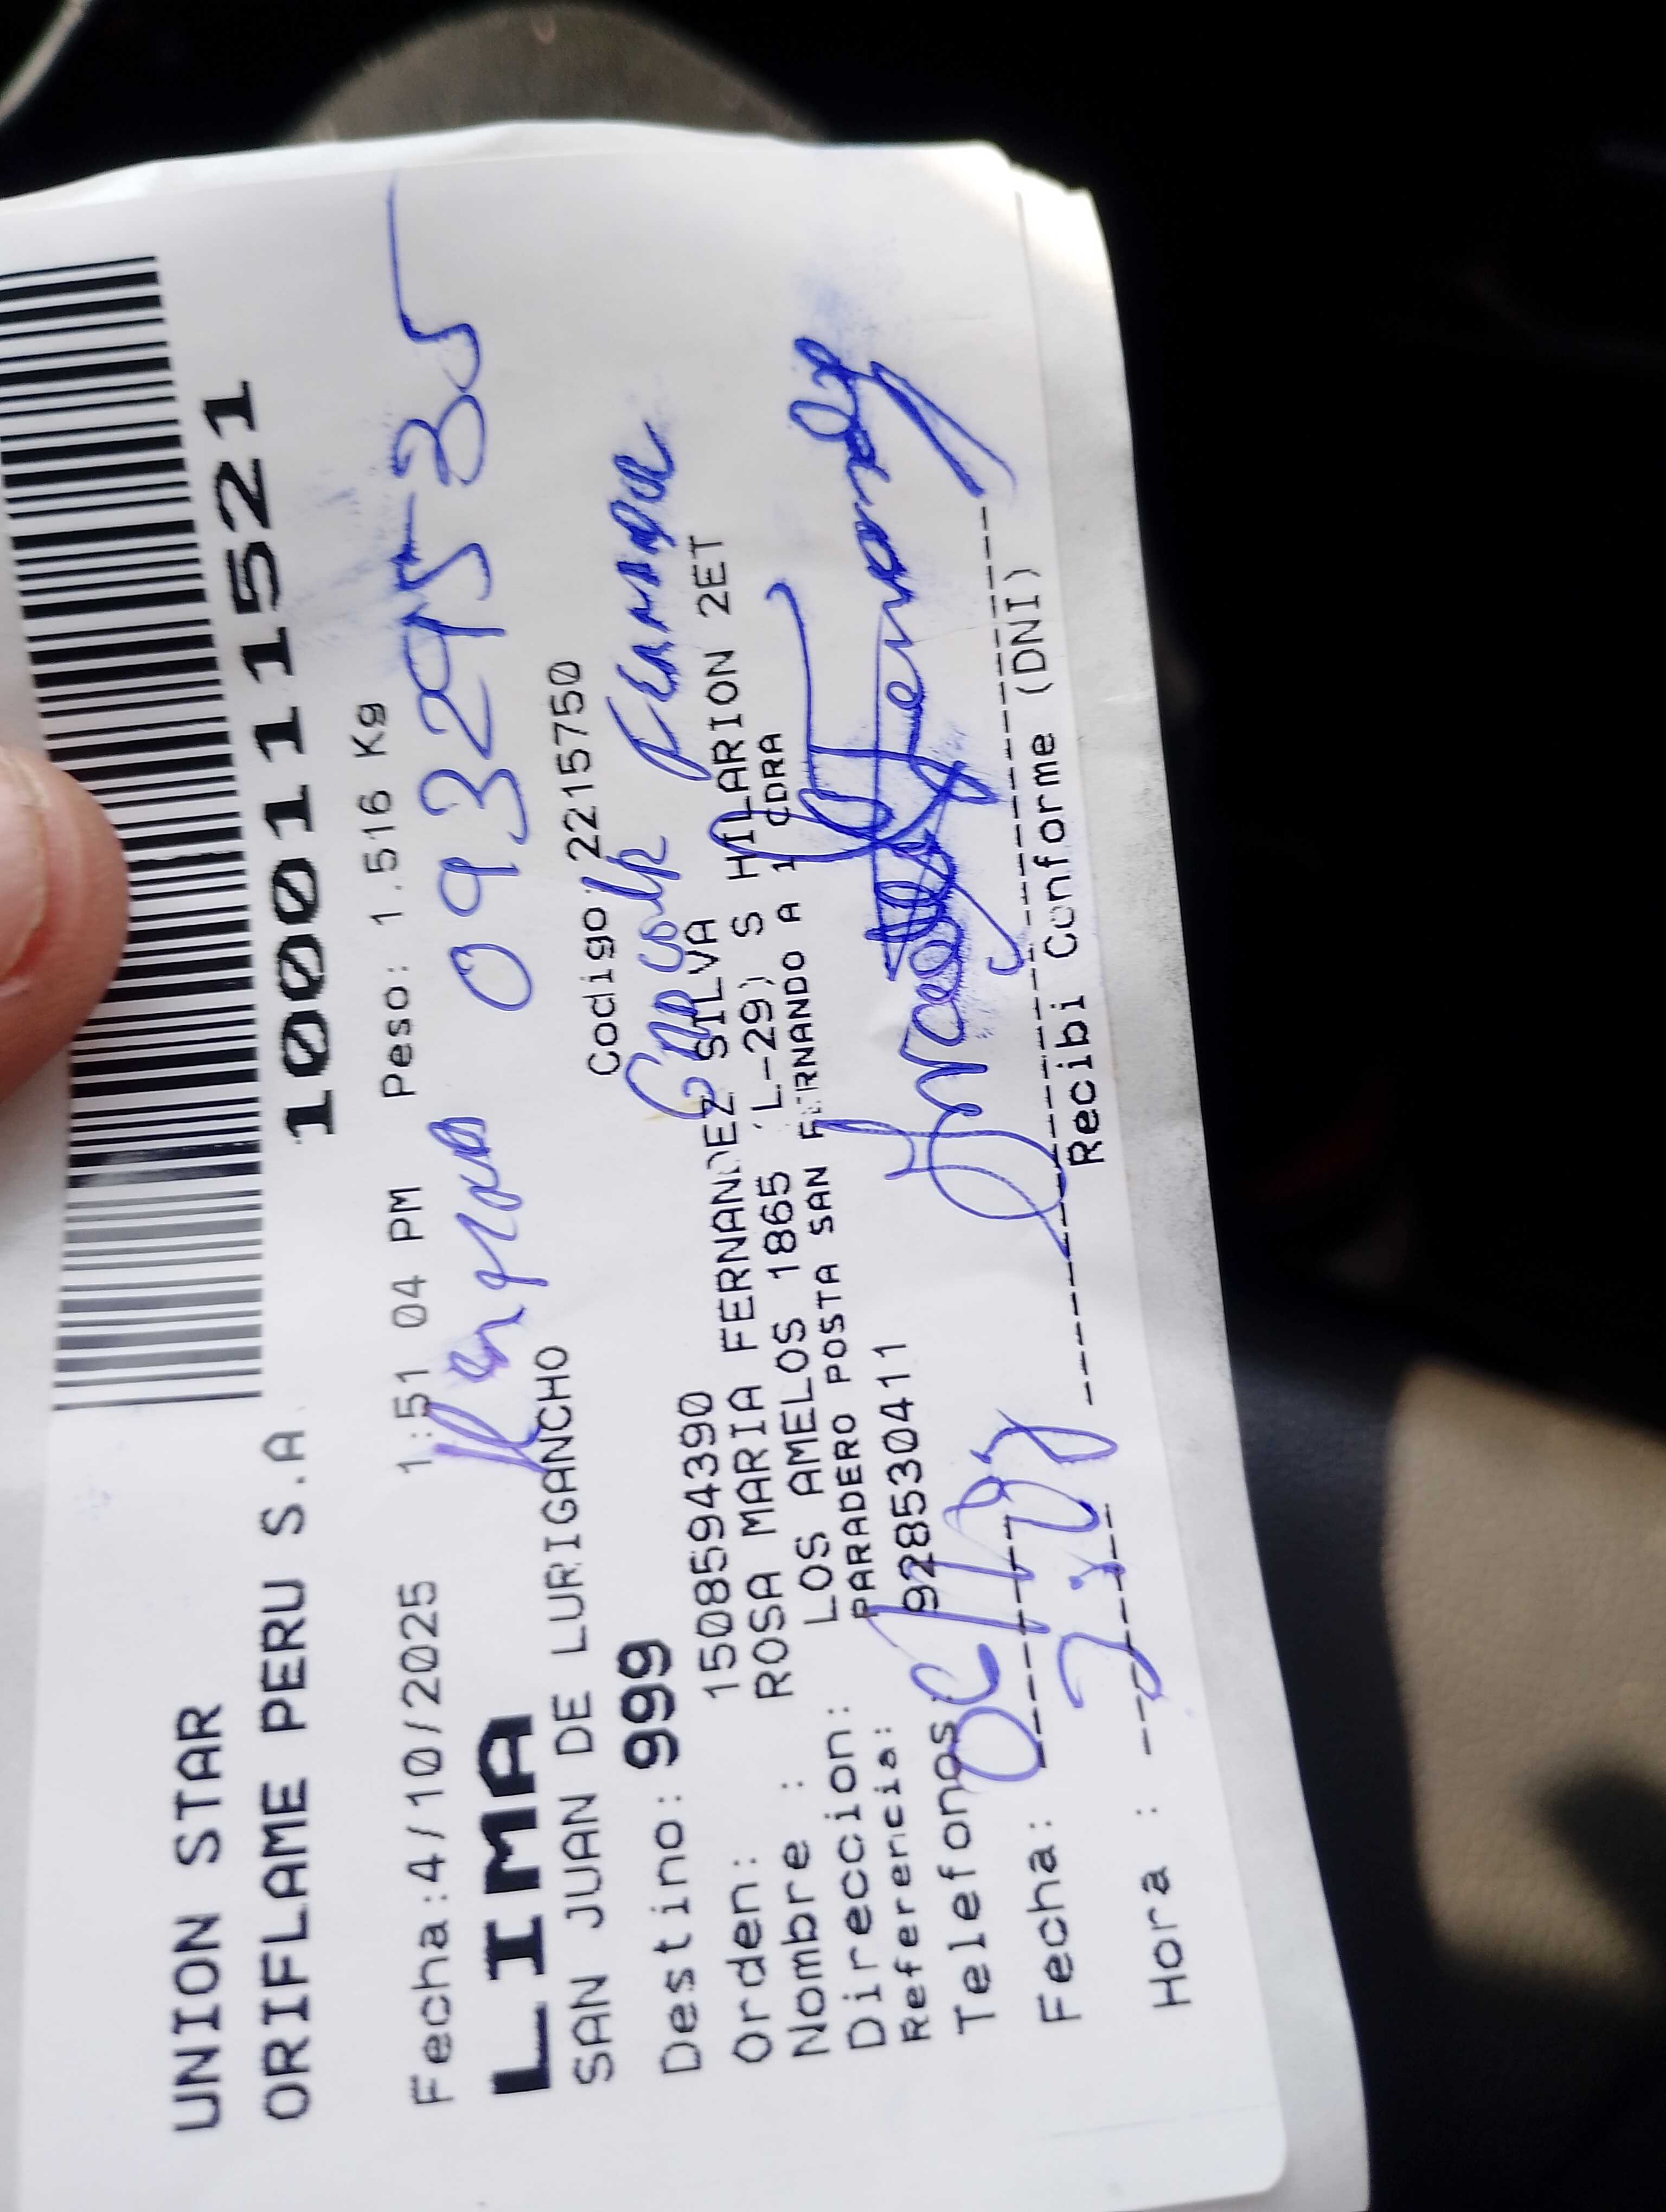 UNION STAR
ORIFLAME PERU S.A
1000111521
Fecha:4/10/2025 1:51 04 PM Peso: 1.516 Kg
LIMA
09329535
SAN JUAN DE LURIGANCHO
Codigo 2215750
Destino: 999
Orden: 1508594390
Nombre : ROSA MARIA FERNANDEZ SILVA
Direccion: LOS AMELOS 1865 L-29) S HILARION 2ET
Referencia: PARADERO POSTA SAN FERNANDO A 1 CDRA
Telefonos: 928530411
Fecha:
Hora :
Recibi Conforme (DNI)